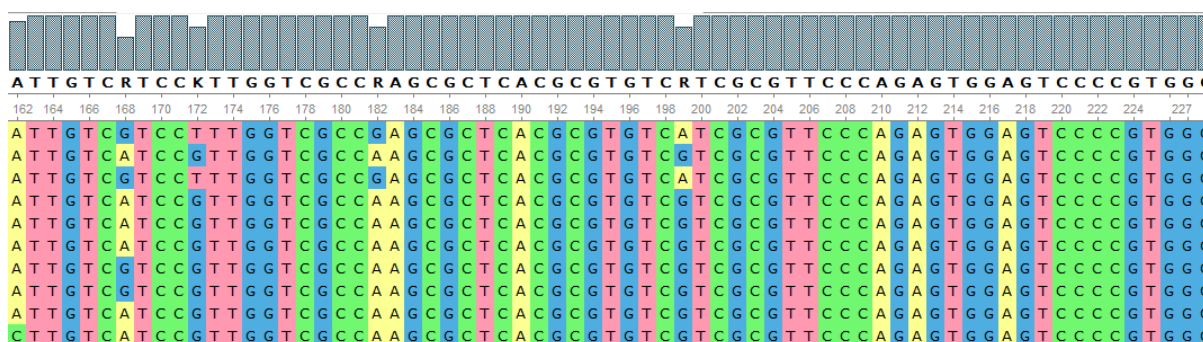 ATTGTCRTCCKTTGGTCGCCRAGCGCTCACGCGTGTCRTCGCGTTCCCAGAGTGGAGTCCCCGTGG
162 164 166 168 170 172 174 176 178 180 182 184 186 188 190 192 194 196 198 200 202 204 206 208 210 212 214 216 218 220 222 224 227
ATTGTCGTCCTTTGGTCGCCGAGCGCTCACGCGTGTCATCGCGTTCCCAGAGTGGAGTCCCCGTGG
ATTGTCATCCGTTGGTCGCCAAGCGCTCACGCGTGTCGTCGCGTTCCCAGAGTGGAGTCCCCGTGG
ATTGTCGTCCTTTGGTCGCCGAGCGCTCACGCGTGTCATCGCGTTCCCAGAGTGGAGTCCCCGTGG
ATTGTCATCCGTTGGTCGCCAAGCGCTCACGCGTGTCGTCGCGTTCCCAGAGTGGAGTCCCCGTGG
ATTGTCATCCGTTGGTCGCCAAGCGCTCACGCGTGTCGTCGCGTTCCCAGAGTGGAGTCCCCGTGG
ATTGTCATCCGTTGGTCGCCAAGCGCTCACGCGTGTCGTCGCGTTCCCAGAGTGGAGTCCCCGTGG
ATTGTCGTCCGTTGGTCGCCAAGCGCTCACGCGTGTCGTCGCGTTCCCAGAGTGGAGTCCCCGTGG
ATTGTCGTCCGTTGGTCGCCAAGCGCTCACGCGTGTCGTCGCGTTCCCAGAGTGGAGTCCCCGTGG
ATTGTCATCCGTTGGTCGCCAAGCGCTCACGCGTGTCGTCGCGTTCCCAGAGTGGAGTCCCCGTGG
CTTGTCATCCGTTGGTCGCCAAGCGCTCACGCGTGTCGTCGCGTTCCCAGAGTGGAGTCCCCGTGG